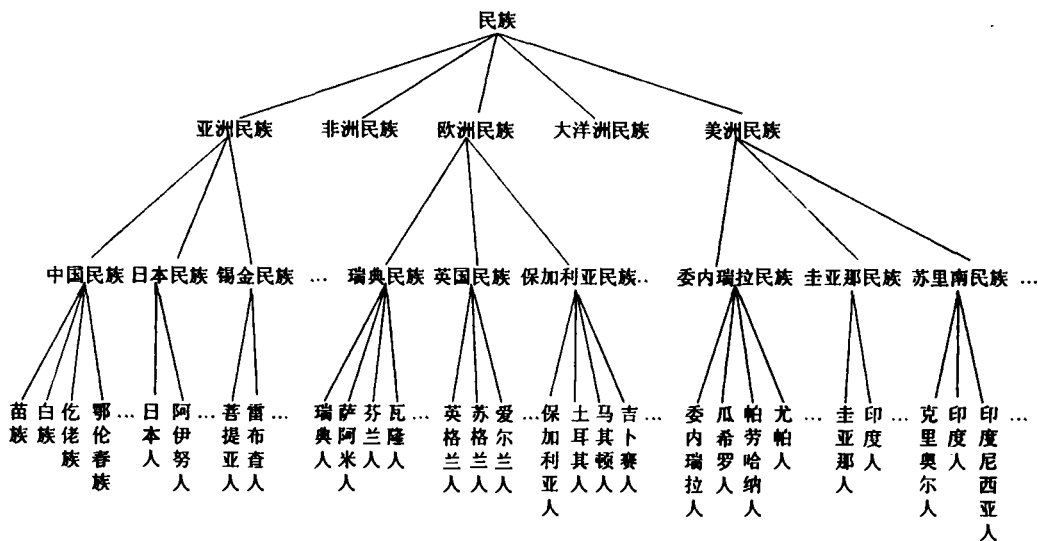 民族
亚洲民族 非洲民族 欧洲民族 大洋洲民族 美洲民族
中国民族 日本民族 锡金民族 … 瑞典民族 英国民族 保加利亚民族… 委内瑞拉民族 圭亚那民族 苏里南民族 …
苗族 白族 仡佬族 鄂伦春族 … 日本人 阿伊努人 … 菩提亚人 雷布查人 … 瑞典人 萨阿米人 芬兰人 瓦隆人 … 英格兰人 苏格兰人 爱尔兰人 … 保加利亚人 土耳其人 马其顿人 吉卜赛人 … 委内瑞拉人 瓜希罗人 帕劳哈纳人 尤帕人 … 圭亚那人 印度人 … 克里奥尔人 印度人 印度尼西亚人 …